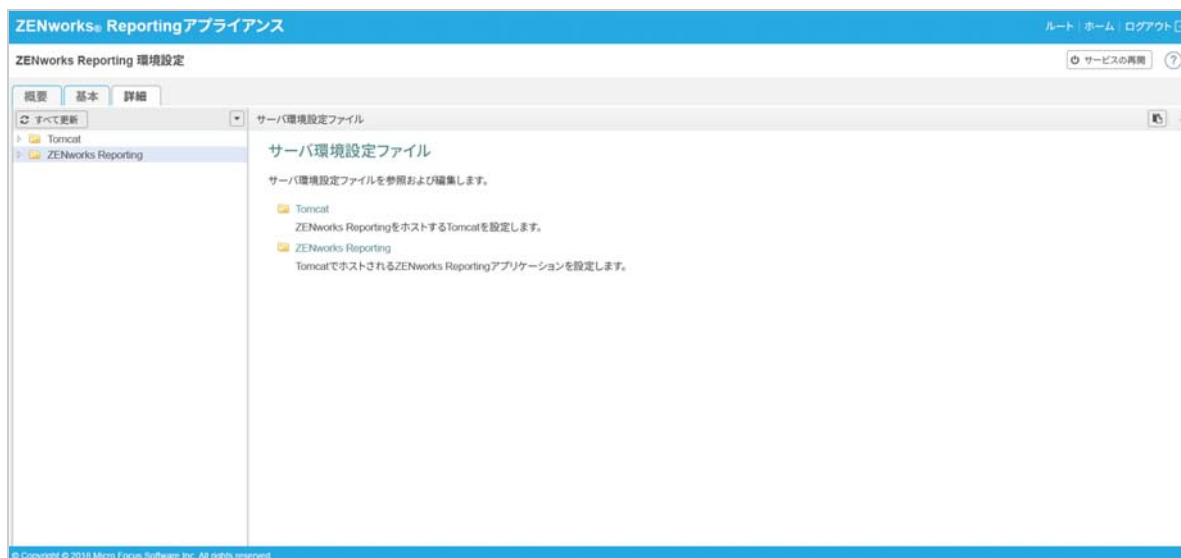 ZENworks® Reportingアプライアンス
ルート ホーム ログアウト
ZENworks Reporting 環境設定
サービスの再開 ?
概要 基本 詳細
すべて更新
サーバ環境設定ファイル
Tomcat
ZENworks Reporting
サーバ環境設定ファイル
サーバ環境設定ファイルを参照および編集します。
Tomcat
ZENworks ReportingをホストするTomcatを設定します。
ZENworks Reporting
TomcatでホストされるZENworks Reportingアプリケーションを設定します。
© Copyright © 2018 Micro Focus Software Inc. All rights reserved.